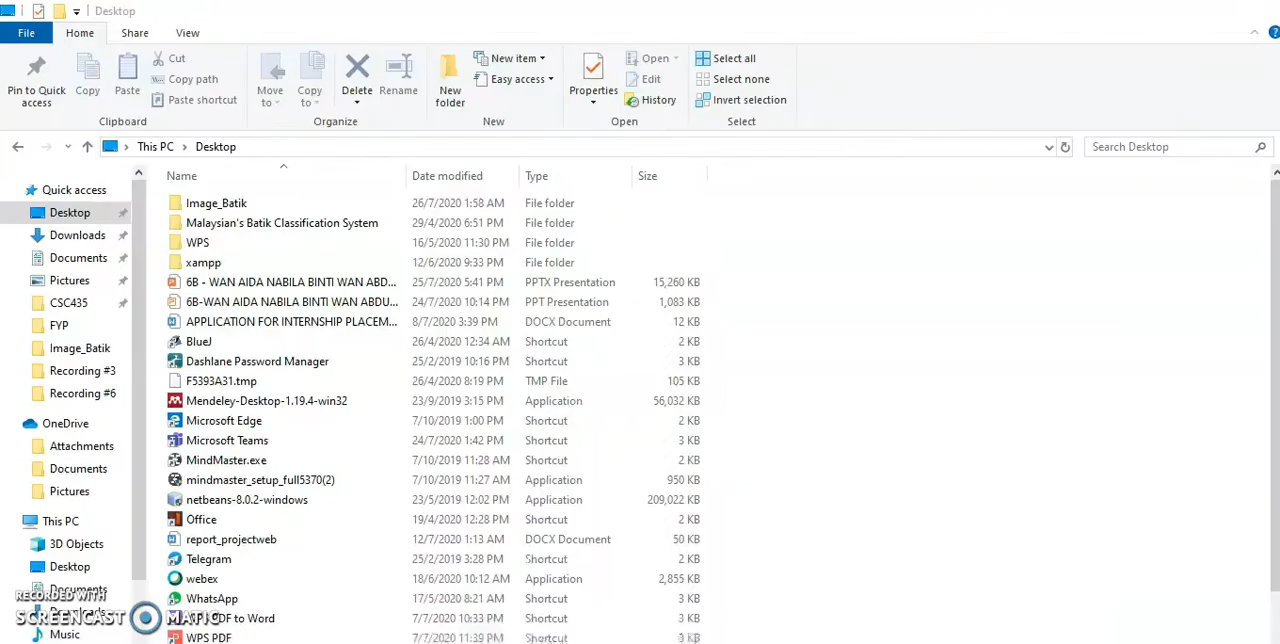 Desktop
File Home Share View
Pin to Quick access
Copy
Paste
Cut
Copy path
Paste shortcut
Clipboard
Move to
Copy to
Delete
Rename
Organize
New folder
New item
Easy access
New
Properties
Open
Edit
History
Open
Select all
Select none
Invert selection
Select
This PC > Desktop
Search Desktop
Quick access
Desktop
Downloads
Documents
Pictures
CSC435
FYP
Image_Batik
Recording #3
Recording #6
OneDrive
Attachments
Documents
Pictures
This PC
3D Objects
Desktop
Documents
Downloads
Music
Name Date modified Type Size
Image_Batik 26/7/2020 1:58 AM File folder
Malaysian's Batik Classification System 29/4/2020 6:51 PM File folder
WPS 16/5/2020 11:30 PM File folder
xampp 12/6/2020 9:33 PM File folder
6B - WAN AIDA NABILA BINTI WAN ABD... 25/7/2020 5:41 PM PPTX Presentation 15,260 KB
6B-WAN AIDA NABILA BINTI WAN ABDU... 24/7/2020 10:14 PM PPT Presentation 1,083 KB
APPLICATION FOR INTERNSHIP PLACEM... 8/7/2020 3:39 PM DOCX Document 12 KB
BlueJ 26/4/2020 12:34 AM Shortcut 2 KB
Dashlane Password Manager 25/2/2019 10:16 PM Shortcut 3 KB
F5393A31.tmp 26/4/2020 8:19 PM TMP File 105 KB
Mendeley-Desktop-1.19.4-win32 23/9/2019 3:15 PM Application 56,032 KB
Microsoft Edge 7/10/2019 1:00 PM Shortcut 2 KB
Microsoft Teams 24/7/2020 1:42 PM Shortcut 3 KB
MindMaster.exe 7/10/2019 11:28 AM Shortcut 2 KB
mindmaster_setup_full5370(2) 7/10/2019 11:27 AM Application 950 KB
netbeans-8.0.2-windows 23/5/2019 12:02 PM Application 209,022 KB
Office 19/4/2020 12:28 PM Shortcut 2 KB
report_projectweb 12/7/2020 1:13 AM DOCX Document 50 KB
Telegram 25/2/2019 3:28 PM Shortcut 2 KB
webex 18/6/2020 10:12 AM Application 2,855 KB
WhatsApp 17/5/2020 8:21 AM Shortcut 3 KB
PDF to Word 7/7/2020 10:33 PM Shortcut 3 KB
WPS PDF 7/7/2020 11:39 PM Shortcut KB
RECORDED WITH
SCREENCAST MATIC